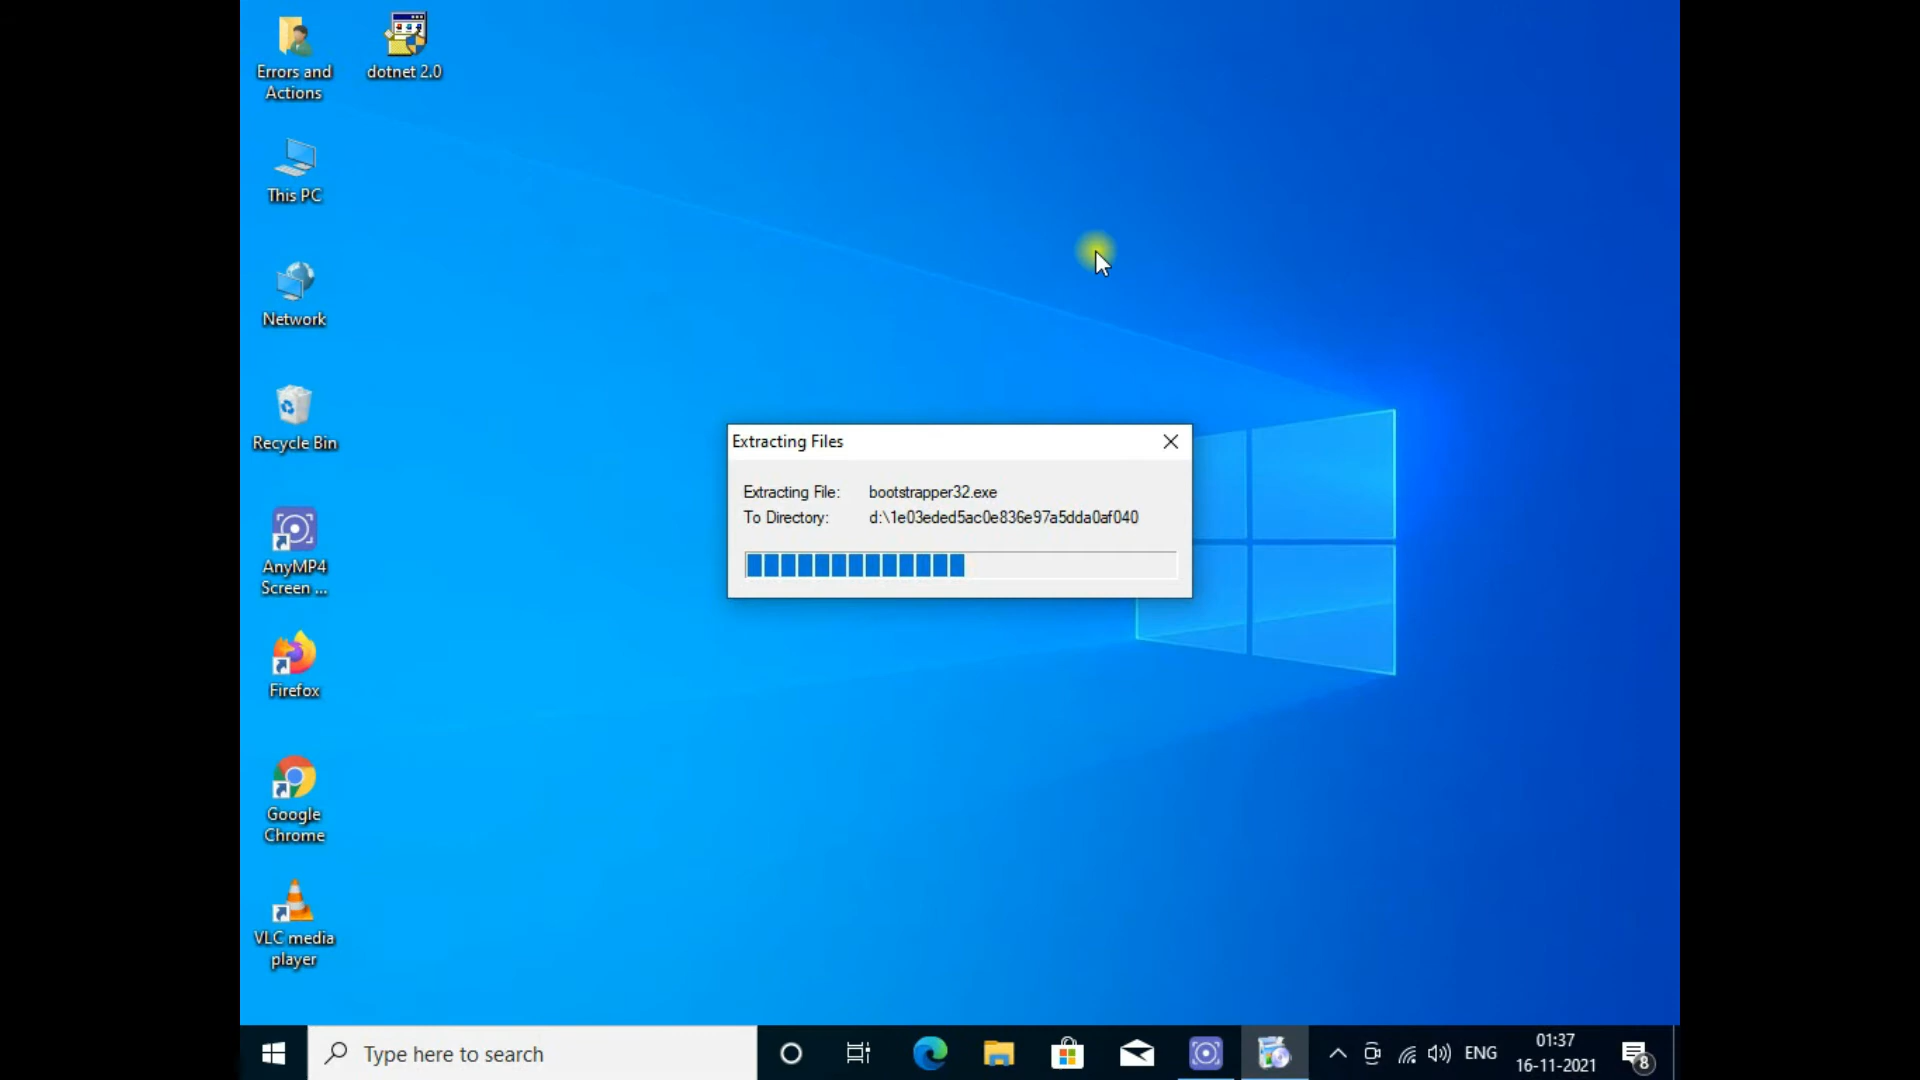 Errors and
Actions
dotnet 2.0
This PC
Network
Recycle Bin
AnyMP4
Screen ...
Firefox
Google
Chrome
VLC media
player
Extracting Files
Extracting File: bootstrapper32.exe
To Directory: d:\1e03eded5ac0e836e97a5dda0af040
Type here to search
ENG
01:37
16-11-2021
8